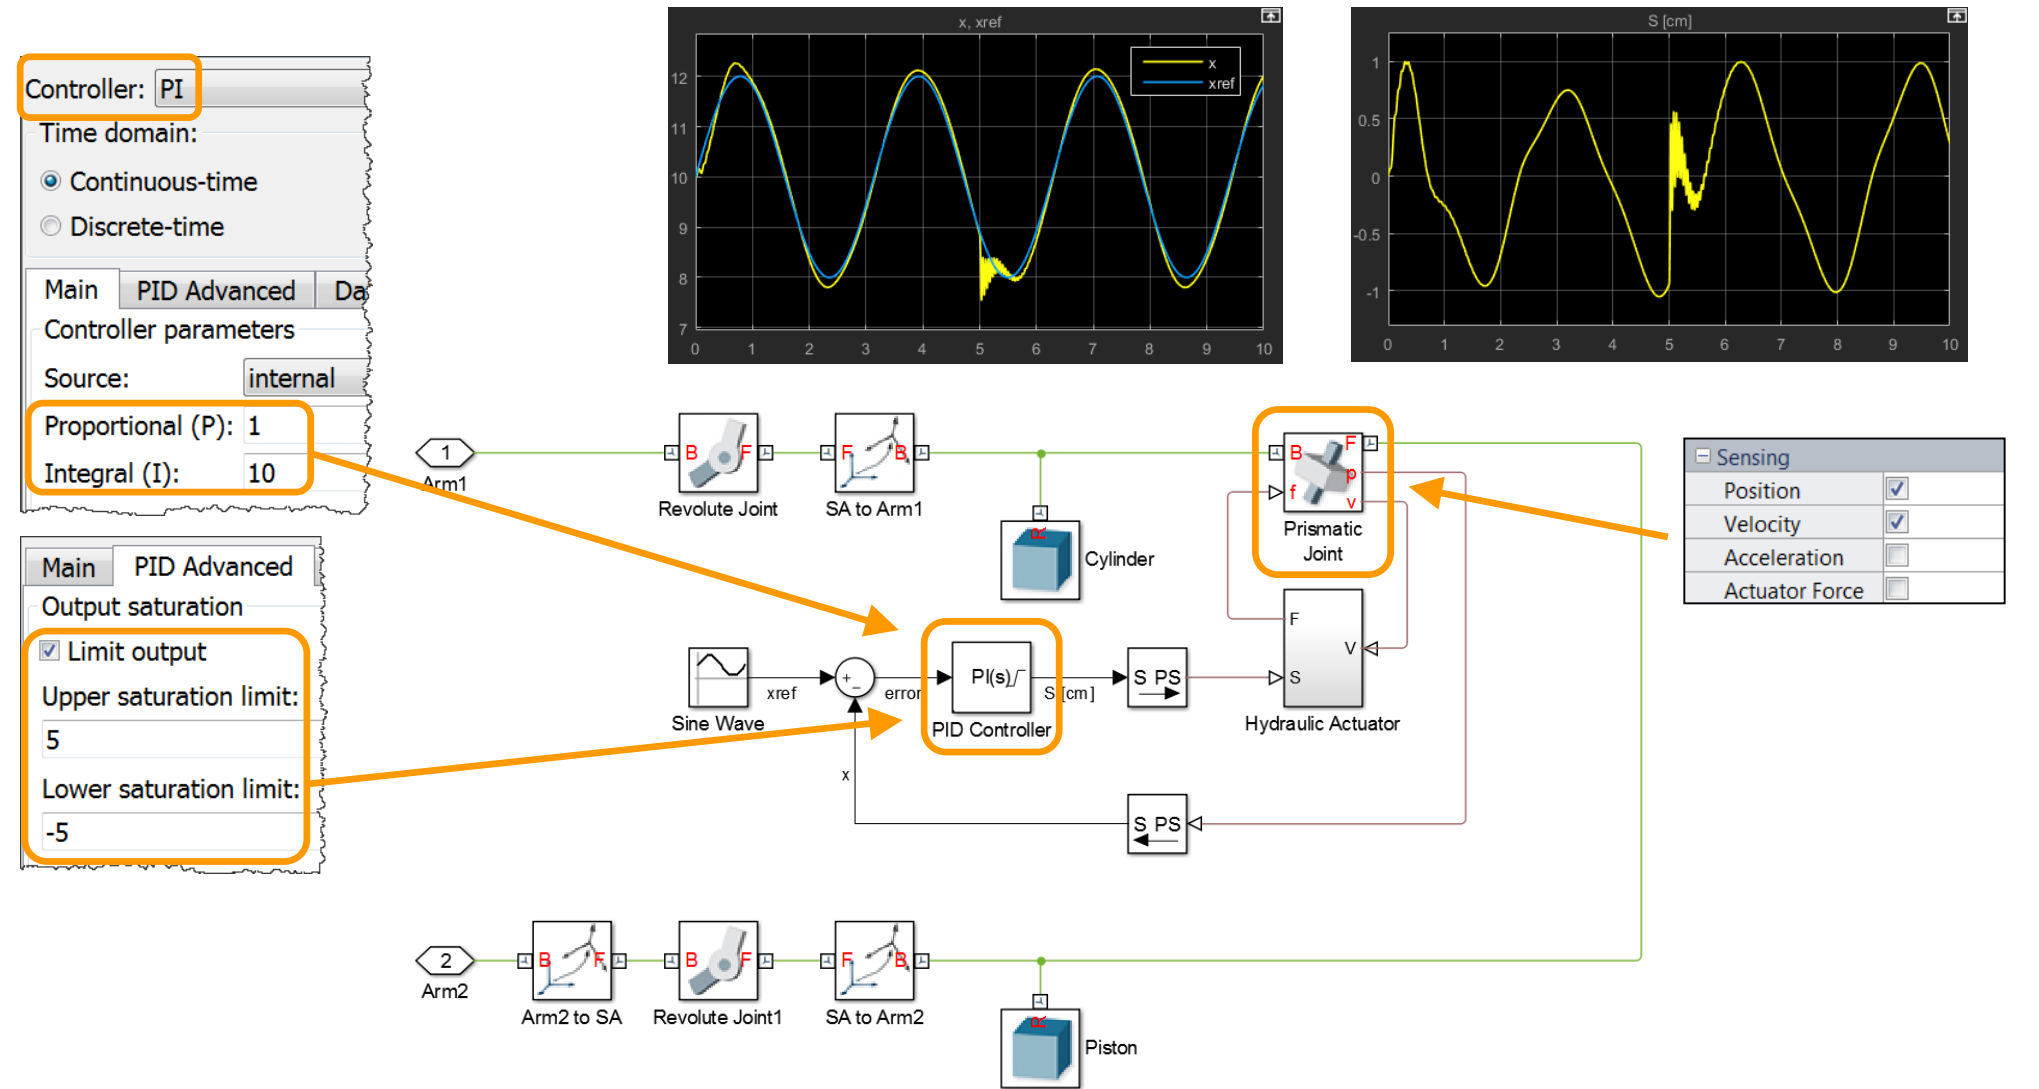 Controller: PI
Time domain:
Continuous-time
Discrete-time
Main PID Advanced Da
Controller parameters
Source: internal
Proportional (P): 1
Integral (I): 10
Main PID Advanced
Output saturation
Limit output
Upper saturation limit:
5
Lower saturation limit:
-5
x, xref
x
xref
12
11
10
9
8
7
0 1 2 3 4 5 6 7 8 9 10
S [cm]
1
0.5
0
-0.5
-1
0 1 2 3 4 5 6 7 8 9 10
1
Arm1
B F
Revolute Joint
F B
SA to Arm1
R
Cylinder
B F
f p
v
Prismatic
Joint
Sensing
Position
Velocity
Acceleration
Actuator Force
Sine Wave
xref
+
−
error
PI(s)
PID Controller
S [cm]
S PS
F
V
S
Hydraulic Actuator
x
S PS
2
Arm2
B F
Arm2 to SA
B F
Revolute Joint1
F B
SA to Arm2
R
Piston